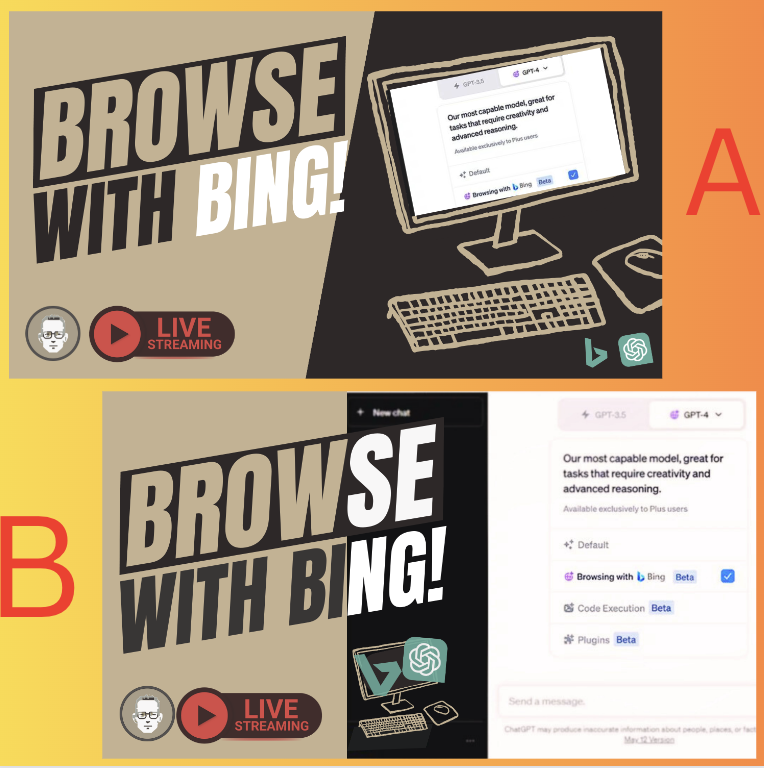 BROWSE
WITH BING!
GPT-3.5
GPT-4
Our most capable model, great for
tasks that require creativity and
advanced reasoning.
Available exclusively to Plus users
Default
Browsing with Bing Beta
LIVE
STREAMING
A
B
BROWSE
WITH BING!
LIVE
STREAMING
New chat
GPT-3.5
GPT-4
Our most capable model, great for
tasks that require creativity and
advanced reasoning.
Available exclusively to Plus users
Default
Browsing with Bing Beta
Code Execution Beta
Plugins Beta
Send a message.
ChatGPT may produce inaccurate information about people, places, or fact
May 12 Version